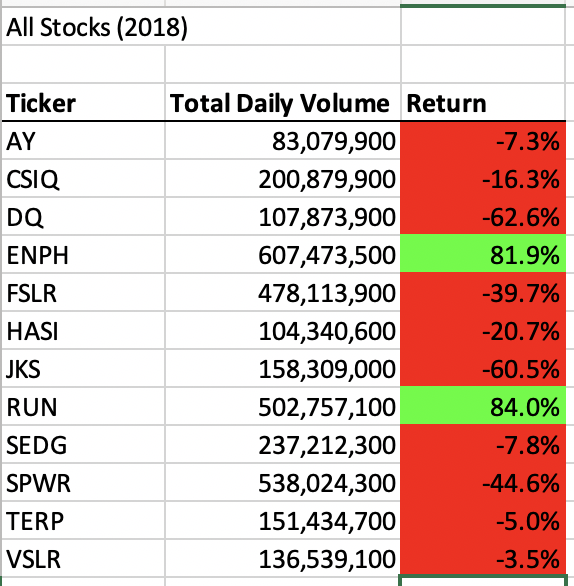 All Stocks (2018)
Ticker Total Daily Volume Return
AY 83,079,900 -7.3%
CSIQ 200,879,900 -16.3%
DQ 107,873,900 -62.6%
ENPH 607,473,500 81.9%
FSLR 478,113,900 -39.7%
HASI 104,340,600 -20.7%
JKS 158,309,000 -60.5%
RUN 502,757,100 84.0%
SEDG 237,212,300 -7.8%
SPWR 538,024,300 -44.6%
TERP 151,434,700 -5.0%
VSLR 136,539,100 -3.5%